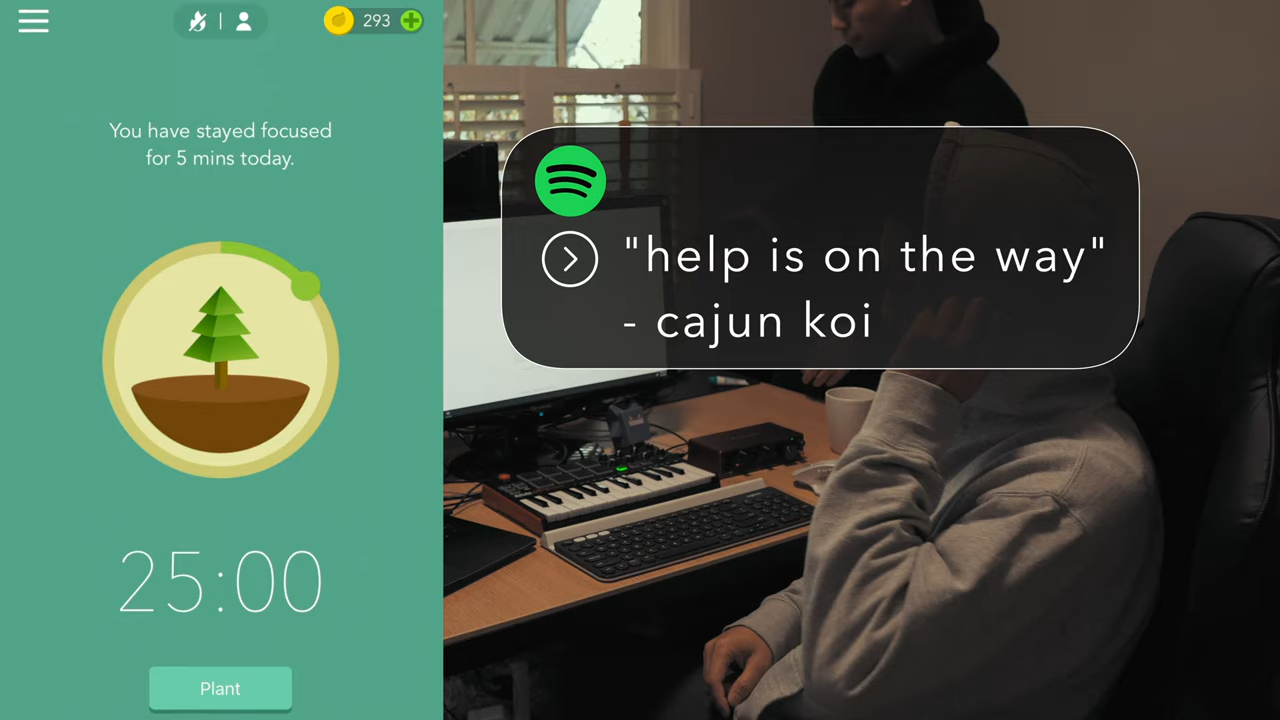 293
You have stayed focused
for 5 mins today.
25:00
Plant
"help is on the way"
- cajun koi